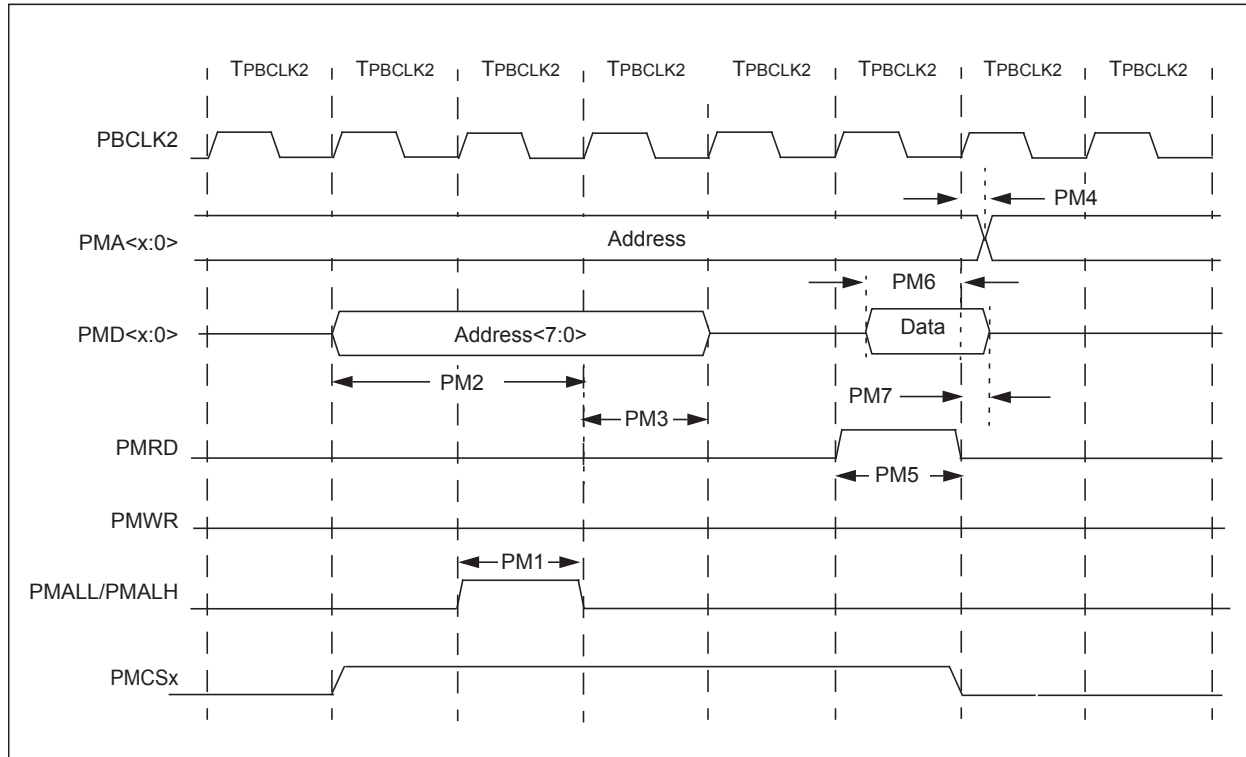 TPBCLK2 TPBCLK2 TPBCLK2 TPBCLK2 TPBCLK2 TPBCLK2 TPBCLK2 TPBCLK2
PBCLK2
PM4
PMA<x:0> Address
PM6
PMD<x:0> Address<7:0> Data
PM2
PM7
PM3
PMRD
PM5
PMWR
PM1
PMALL/PMALH
PMCSx